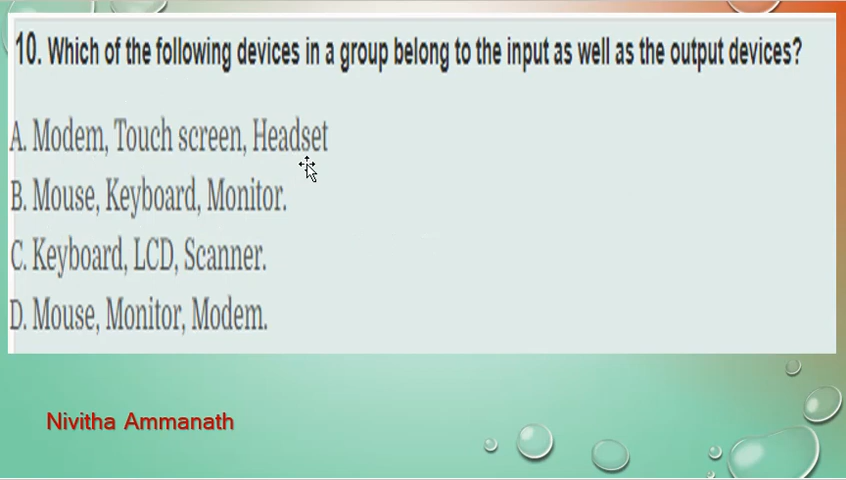 10. Which of the following devices in a group belong to the input as well as the output devices?
A. Modem, Touch screen, Headset
B. Mouse, Keyboard, Monitor.
C. Keyboard, LCD, Scanner.
D. Mouse, Monitor, Modem.
Nivitha Ammanath